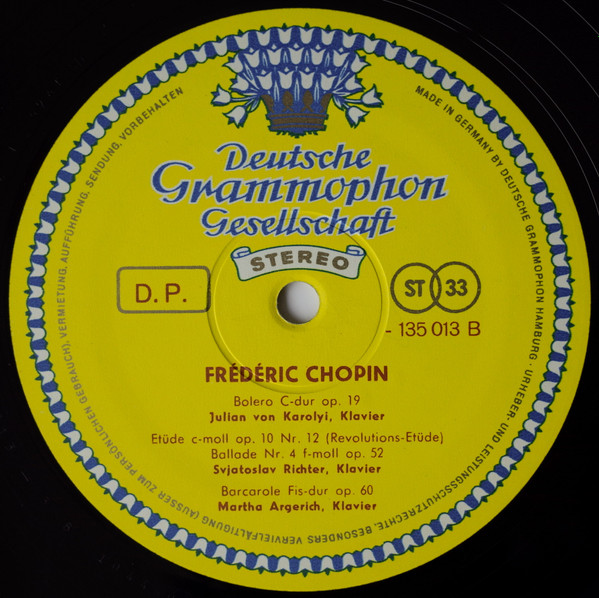 Deutsche
Grammophon
Gesellschaft
STEREO
D.P.
ST 33
- 135 013 B
FRÉDÉRIC CHOPIN
Bolero C-dur op. 19
Julian von Karolyi, Klavier
Etüde c-moll op. 10 Nr. 12 (Revolutions-Etüde)
Ballade Nr. 4 f-moll op. 52
Svjatoslav Richter, Klavier
Barcarole Fis-dur op. 60
Martha Argerich, Klavier
MADE IN GERMANY BY DEUTSCHE GRAMMOPHON HAMBURG · URHEBER- UND LEISTUNGSSCHUTZRECHTE, BESONDERS VERVIELFÄLTIGUNG (AUSSER ZUM PERSÖNLICHEN GEBRAUCH), VERMIETUNG, AUFFÜHRUNG, SENDUNG, VORBEHALTEN